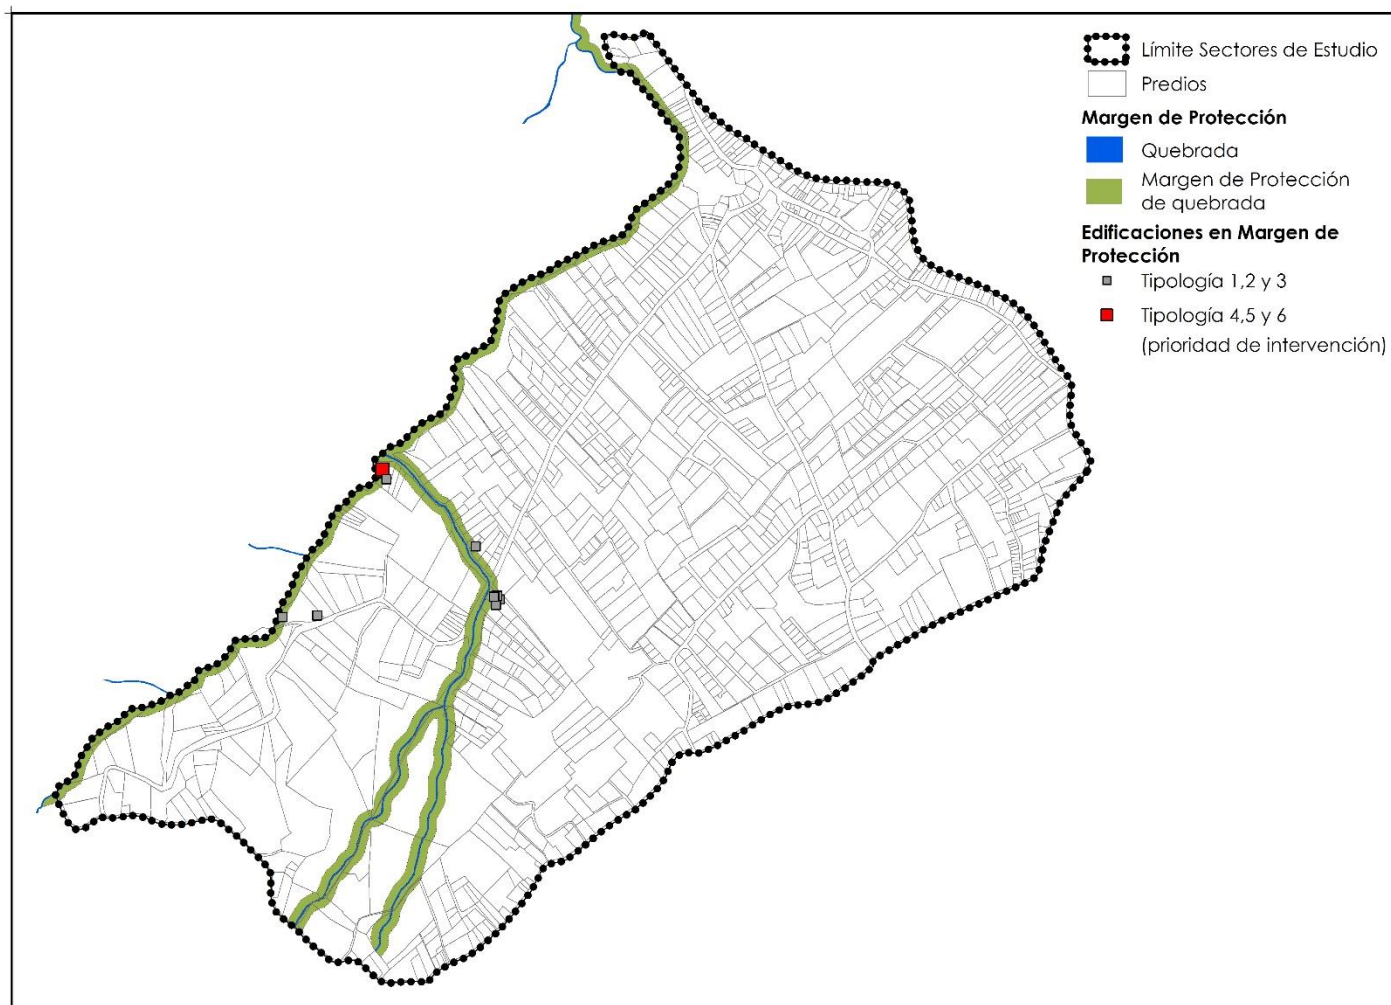 Límite Sectores de Estudio
Predios
Margen de Protección
Quebrada
Margen de Protección
de quebrada
Edificaciones en Margen de
Protección
Tipología 1,2 y 3
Tipología 4,5 y 6
(prioridad de intervención)